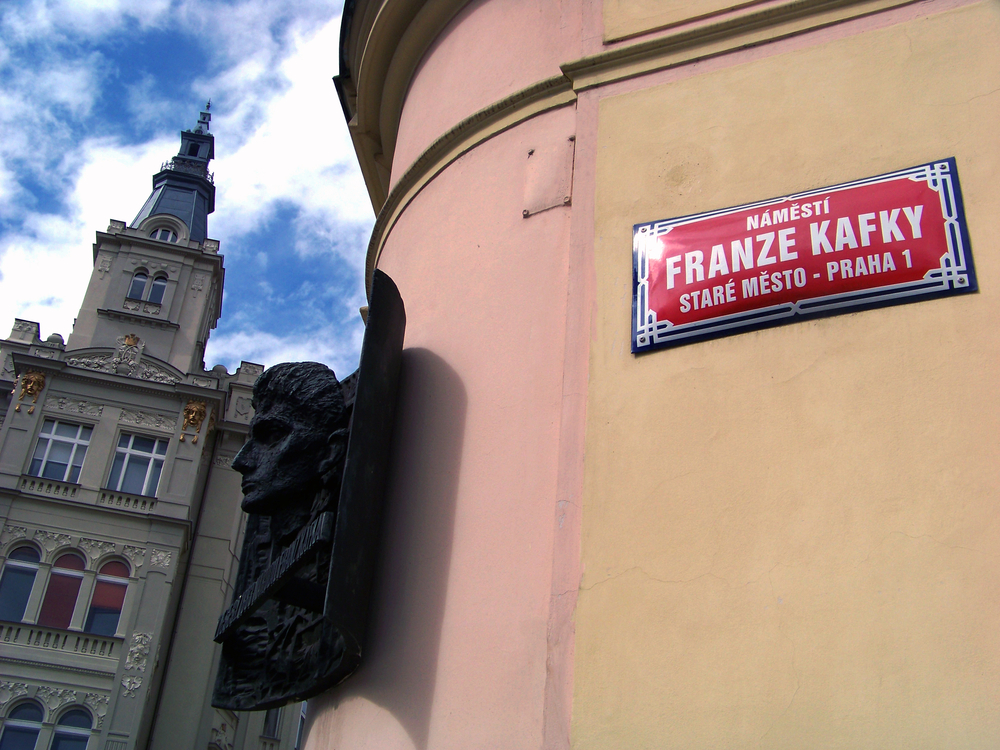 NÁMĚSTÍ
FRANZE KAFKY
STARÉ MĚSTO - PRAHA 1